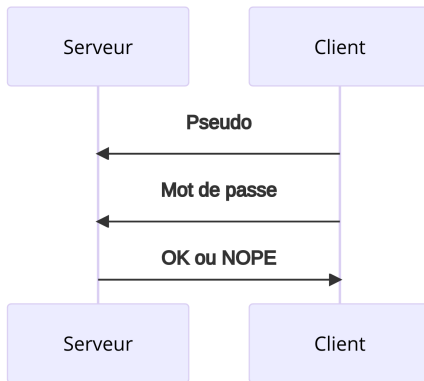 Serveur
Client
Pseudo
Mot de passe
OK ou NOPE
Serveur
Client